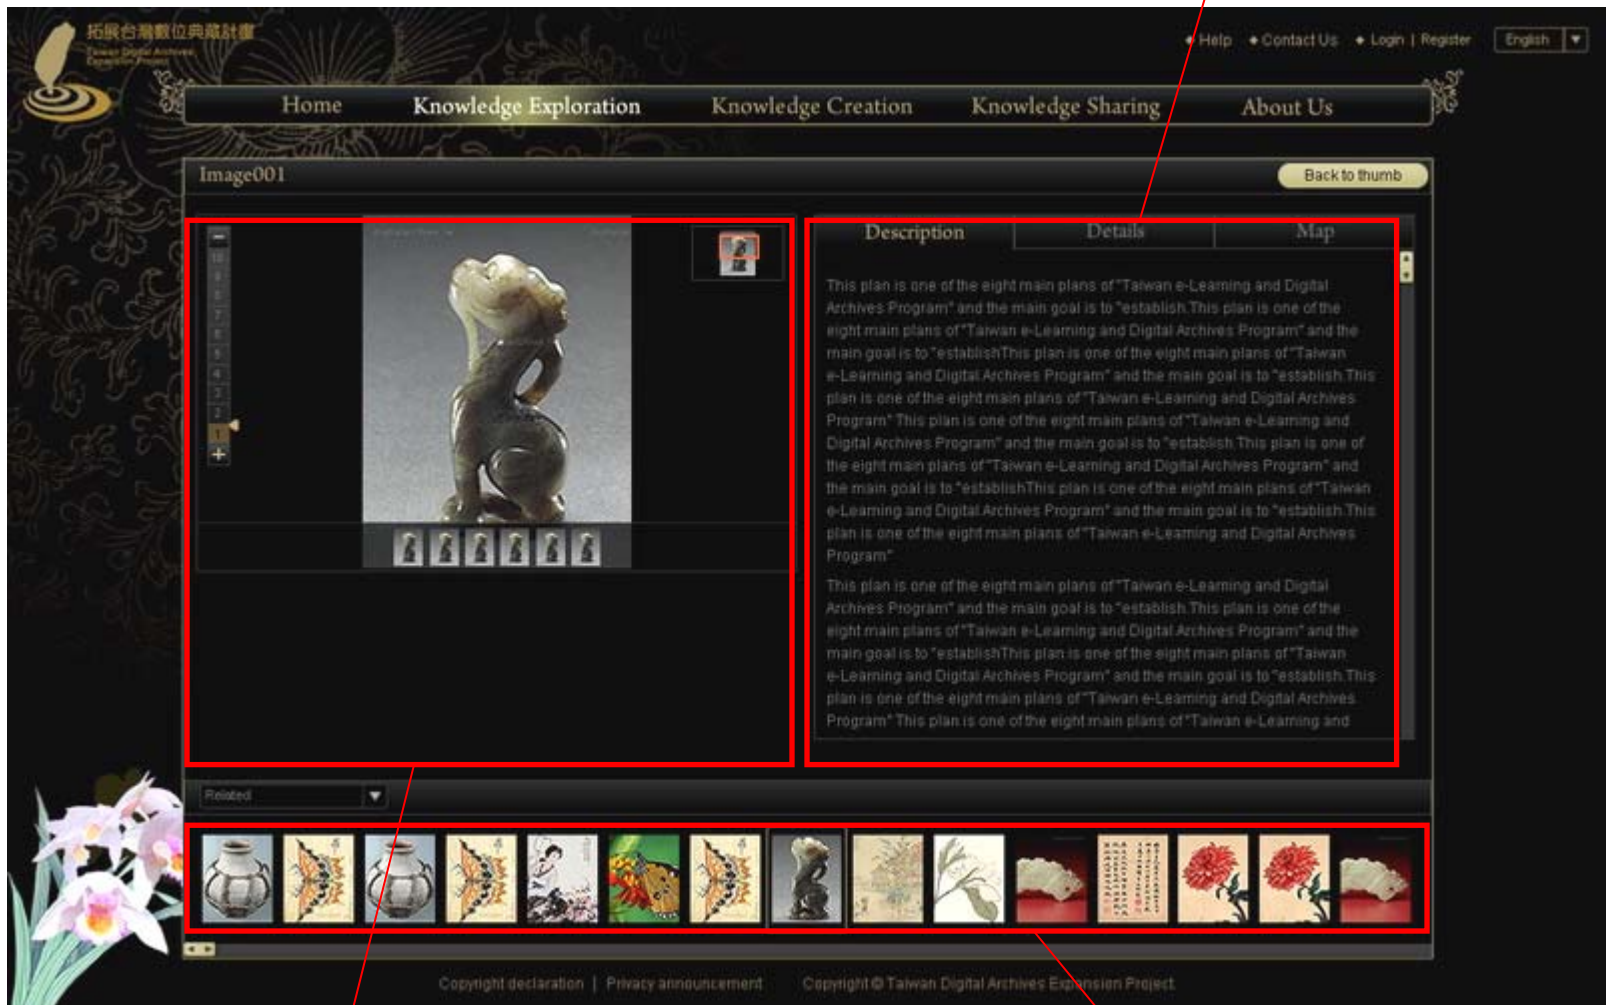 拓展台灣數位典藏計畫
Taiwan Digital Archives
Expansion Project
Help
Contact Us
Login | Register
English
Home
Knowledge Exploration
Knowledge Creation
Knowledge Sharing
About Us
Image001
Back to thumb
10
9
8
7
6
5
4
3
2
1
Description
Details
Map
This plan is one of the eight main plans of "Taiwan e-Learning and Digital
Archives Program" and the main goal is to "establish.This plan is one of the
eight main plans of "Taiwan e-Learning and Digital Archives Program" and the
main goal is to "establishThis plan is one of the eight main plans of "Taiwan
e-Learning and Digital Archives Program" and the main goal is to "establish.This
plan is one of the eight main plans of "Taiwan e-Learning and Digital Archives
Program" This plan is one of the eight main plans of "Taiwan e-Learning and
Digital Archives Program" and the main goal is to "establish.This plan is one of
the eight main plans of "Taiwan e-Learning and Digital Archives Program" and
the main goal is to "establishThis plan is one of the eight main plans of "Taiwan
e-Learning and Digital Archives Program" and the main goal is to "establish.This
plan is one of the eight main plans of "Taiwan e-Learning and Digital Archives
Program"
This plan is one of the eight main plans of "Taiwan e-Learning and Digital
Archives Program" and the main goal is to "establish.This plan is one of the
eight main plans of "Taiwan e-Learning and Digital Archives Program" and the
main goal is to "establishThis plan is one of the eight main plans of "Taiwan
e-Learning and Digital Archives Program" and the main goal is to "establish.This
plan is one of the eight main plans of "Taiwan e-Learning and Digital Archives
Program" This plan is one of the eight main plans of "Taiwan e-Learning and
Related
Copyright declaration | Privacy announcement
Copyright © Taiwan Digital Archives Expansion Project